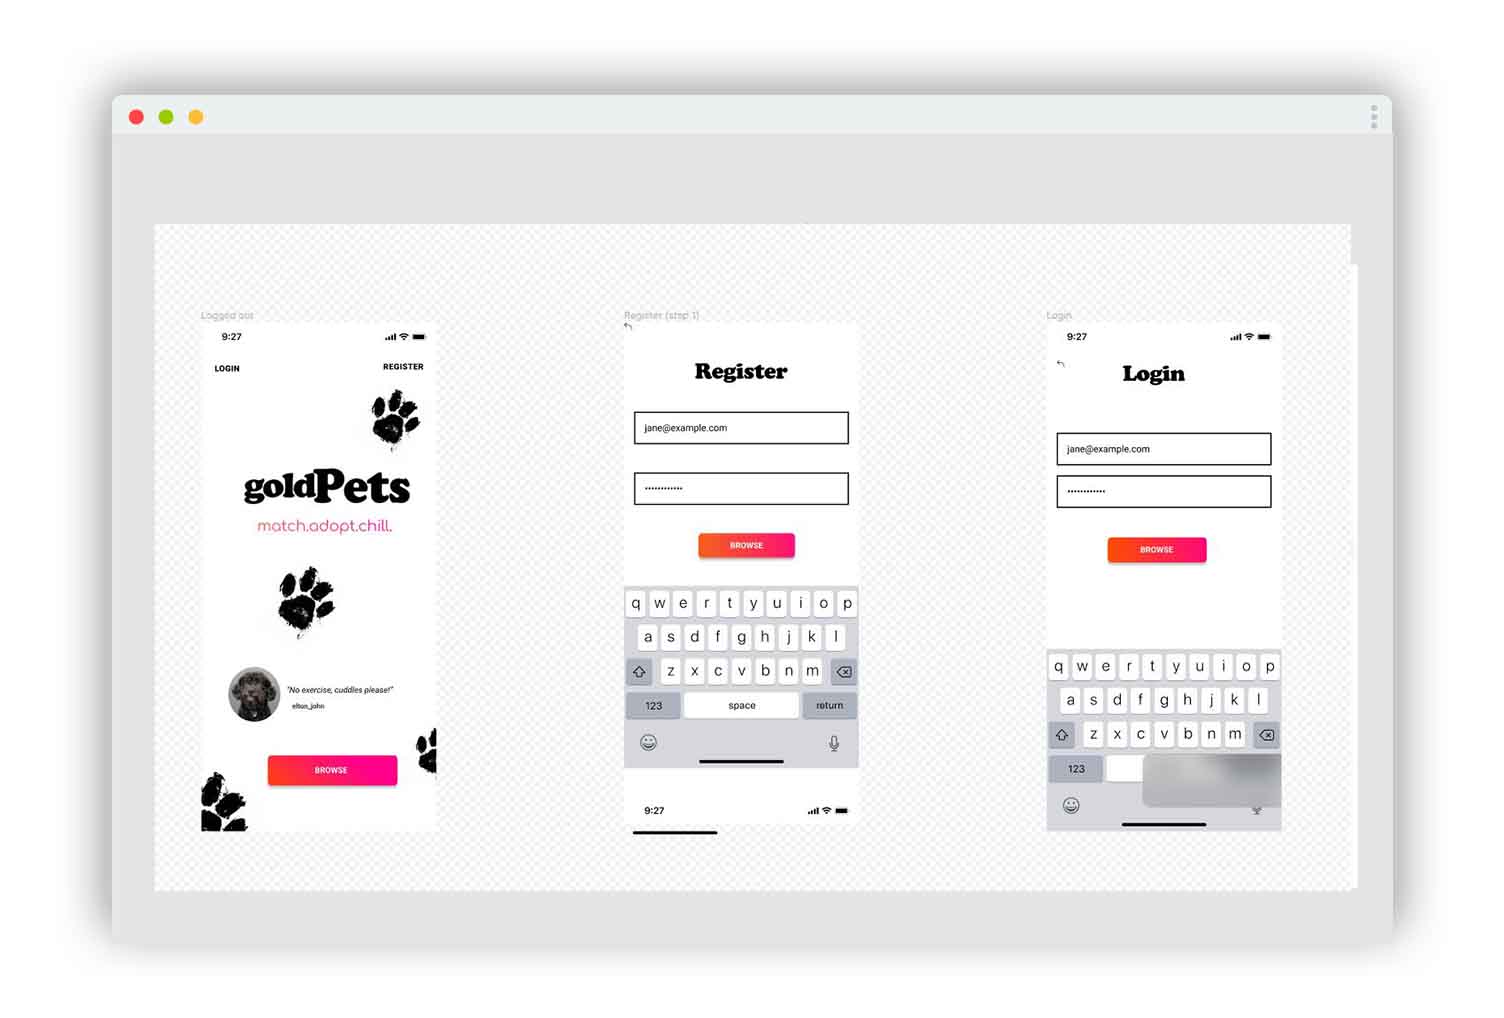 Logged out
9:27
LOGIN
REGISTER
goldPets
match.adopt.chill.
"No exercise, cuddles please!"
elton_john
BROWSE
Register (step 1)
Register
jane@example.com
••••••••••••
BROWSE
q w e r t y u i o p
a s d f g h j k l
z x c v b n m
123 space return
9:27
Login
9:27
Login
jane@example.com
••••••••••••
BROWSE
q w e r t y u i o p
a s d f g h j k l
z x c v b n m
123